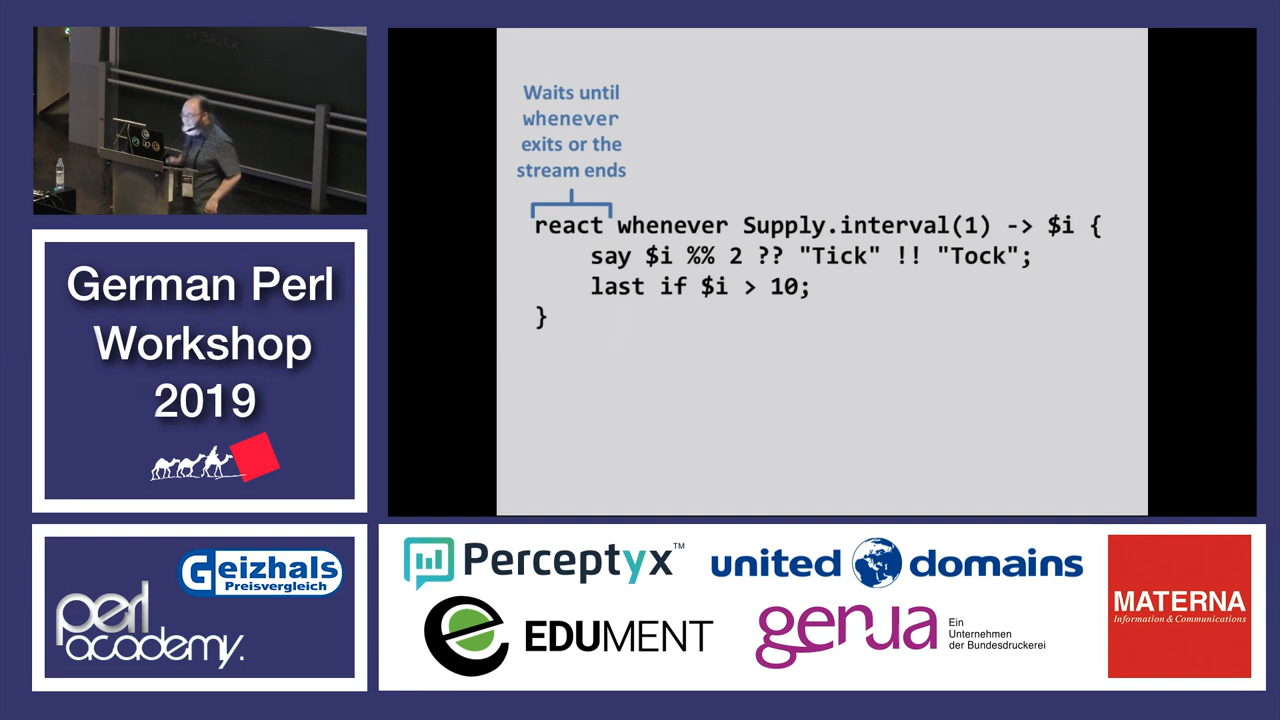 Waits until
whenever
exits or the
stream ends
react whenever Supply.interval(1) -> $i {
say $i %% 2 ?? "Tick" !! "Tock";
last if $i > 10;
}
German Perl
Workshop
2019
Geizhals
Preisvergleich
perl
academy.
Perceptyx™
united domains
EDUMENT
genua
Ein
Unternehmen
der Bundesdruckerei
MATERNA
Information & Communications